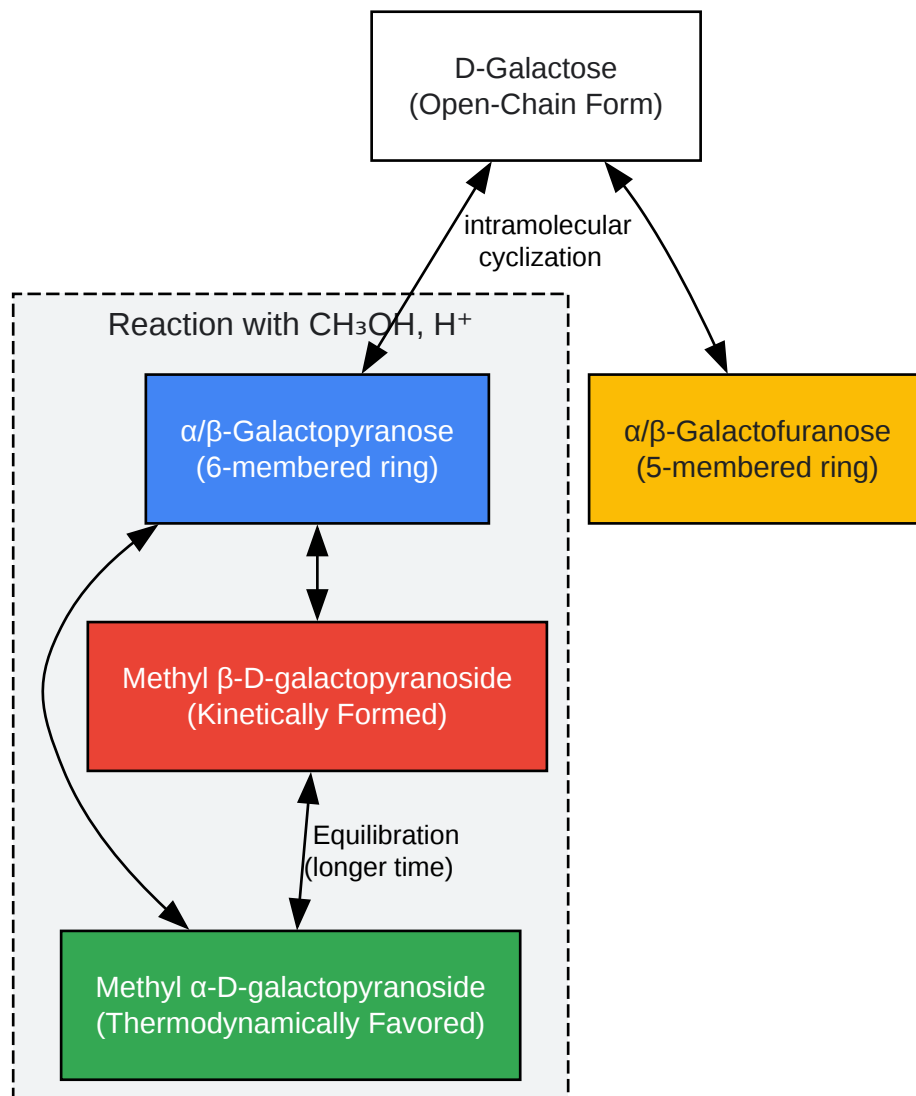 D-Galactose
(Open-Chain Form)
intramolecular
cyclization
Reaction with CH₃OH, H⁺
α/β-Galactopyranose
(6-membered ring)
α/β-Galactofuranose
(5-membered ring)
Methyl β-D-galactopyranoside
(Kinetically Formed)
Equilibration
(longer time)
Methyl α-D-galactopyranoside
(Thermodynamically Favored)